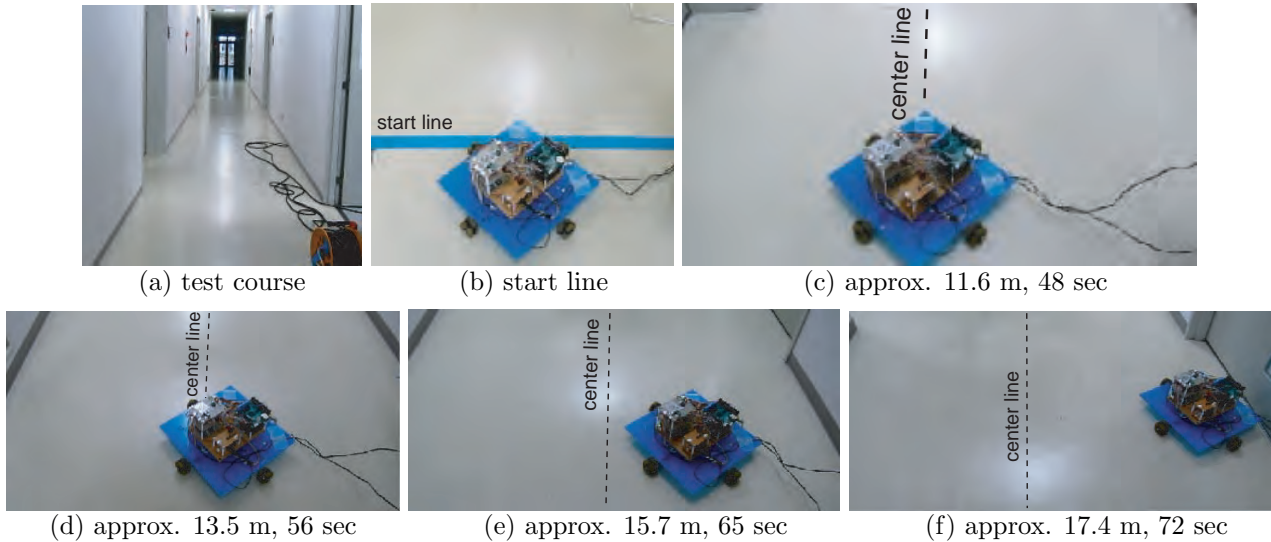 start line
center line
(a) test course
(b) start line
(c) approx. 11.6 m, 48 sec
center line
center line
center line
(d) approx. 13.5 m, 56 sec
(e) approx. 15.7 m, 65 sec
(f) approx. 17.4 m, 72 sec